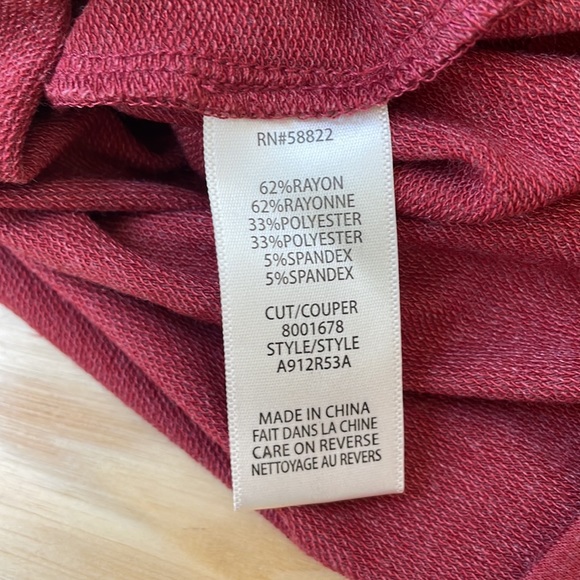 RN#58822
62%RAYON
62%RAYONNE
33%POLYESTER
33%POLYESTER
5%SPANDEX
5%SPANDEX
CUT/COUPER
8001678
STYLE/STYLE
A912R53A
MADE IN CHINA
FAIT DANS LA CHINE
CARE ON REVERSE
NETTOYAGE AU REVERS